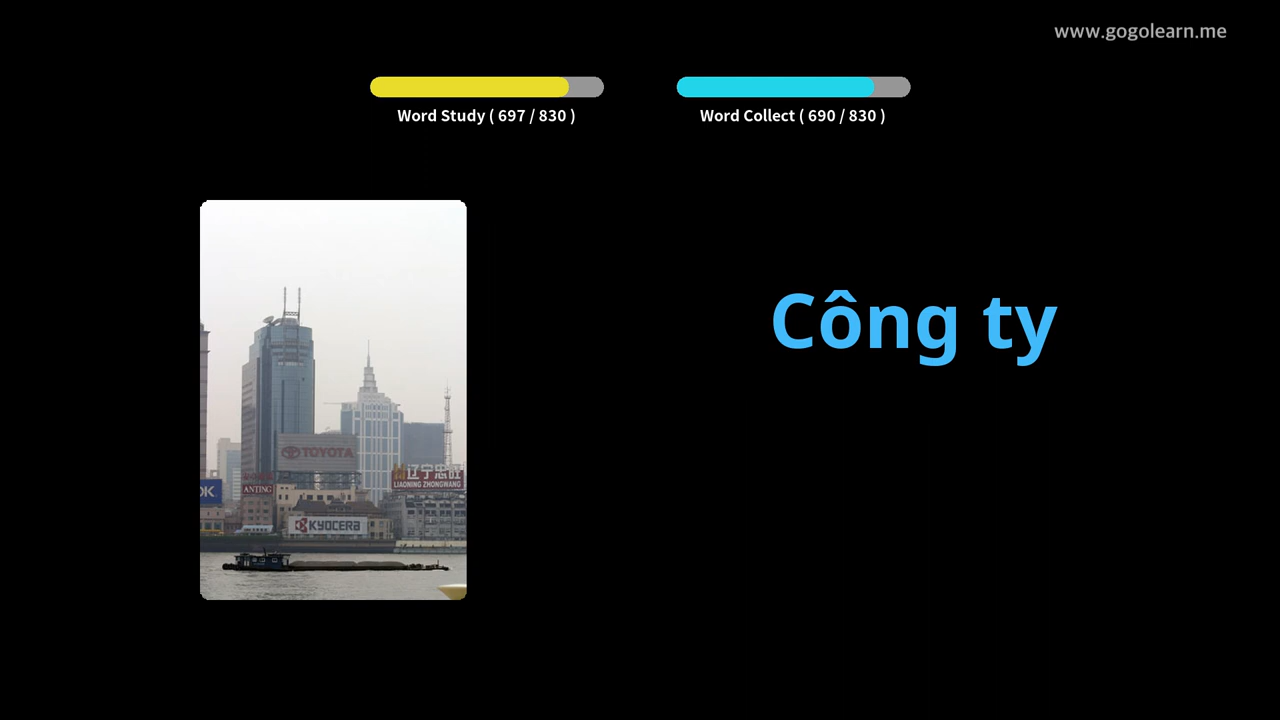 www.gogolearn.me
Word Study ( 697 / 830 )
Word Collect ( 690 / 830 )
Công ty
TOYOTA
辽宁忠旺
LIAONING ZHONGWANG
OK
ANTING
KYOCERA